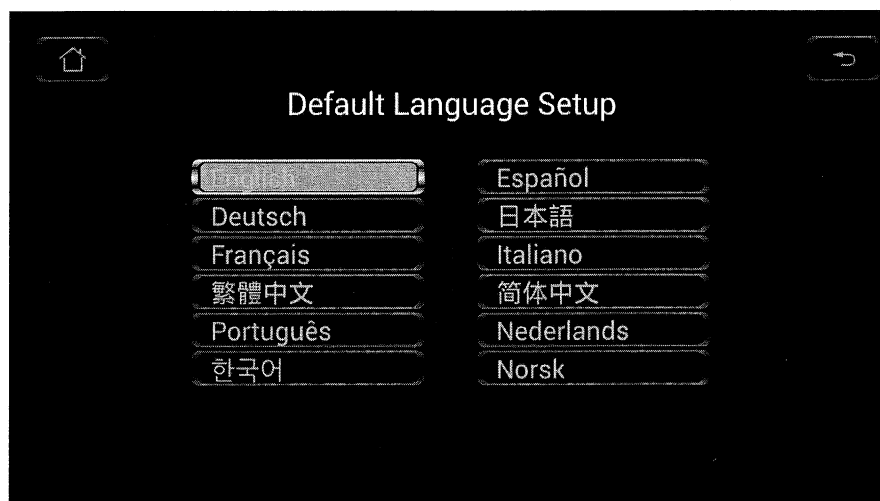 Default Language Setup
English
Español
Deutsch
日本語
Français
Italiano
繁體中文
简体中文
Português
Nederlands
한국어
Norsk